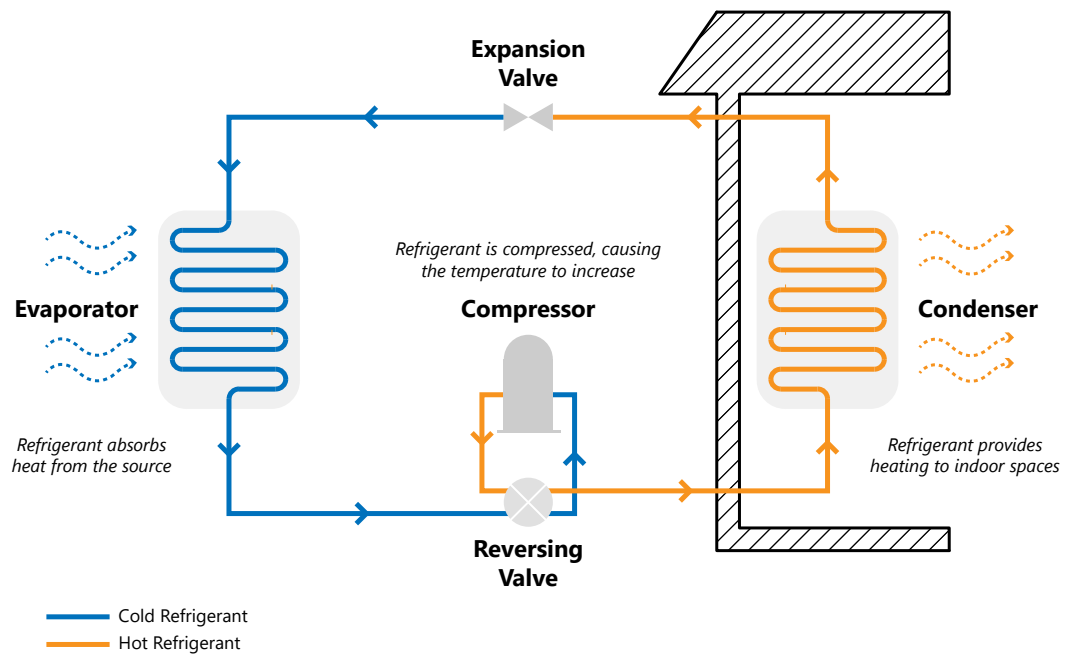 Expansion
Valve
Refrigerant is compressed, causing
the temperature to increase
Evaporator
Compressor
Condenser
Refrigerant absorbs
heat from the source
Refrigerant provides
heating to indoor spaces
Reversing
Valve
Cold Refrigerant
Hot Refrigerant